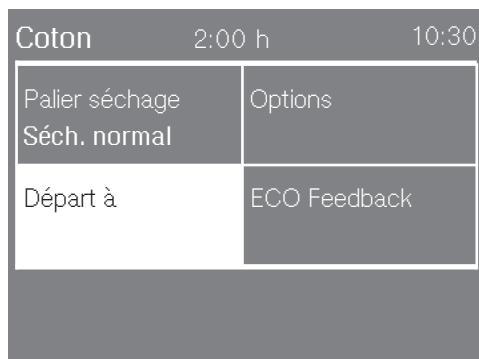 Coton 2:00 h 10:30
Palier séchage Options
Séch. normal
Départ à ECO Feedback